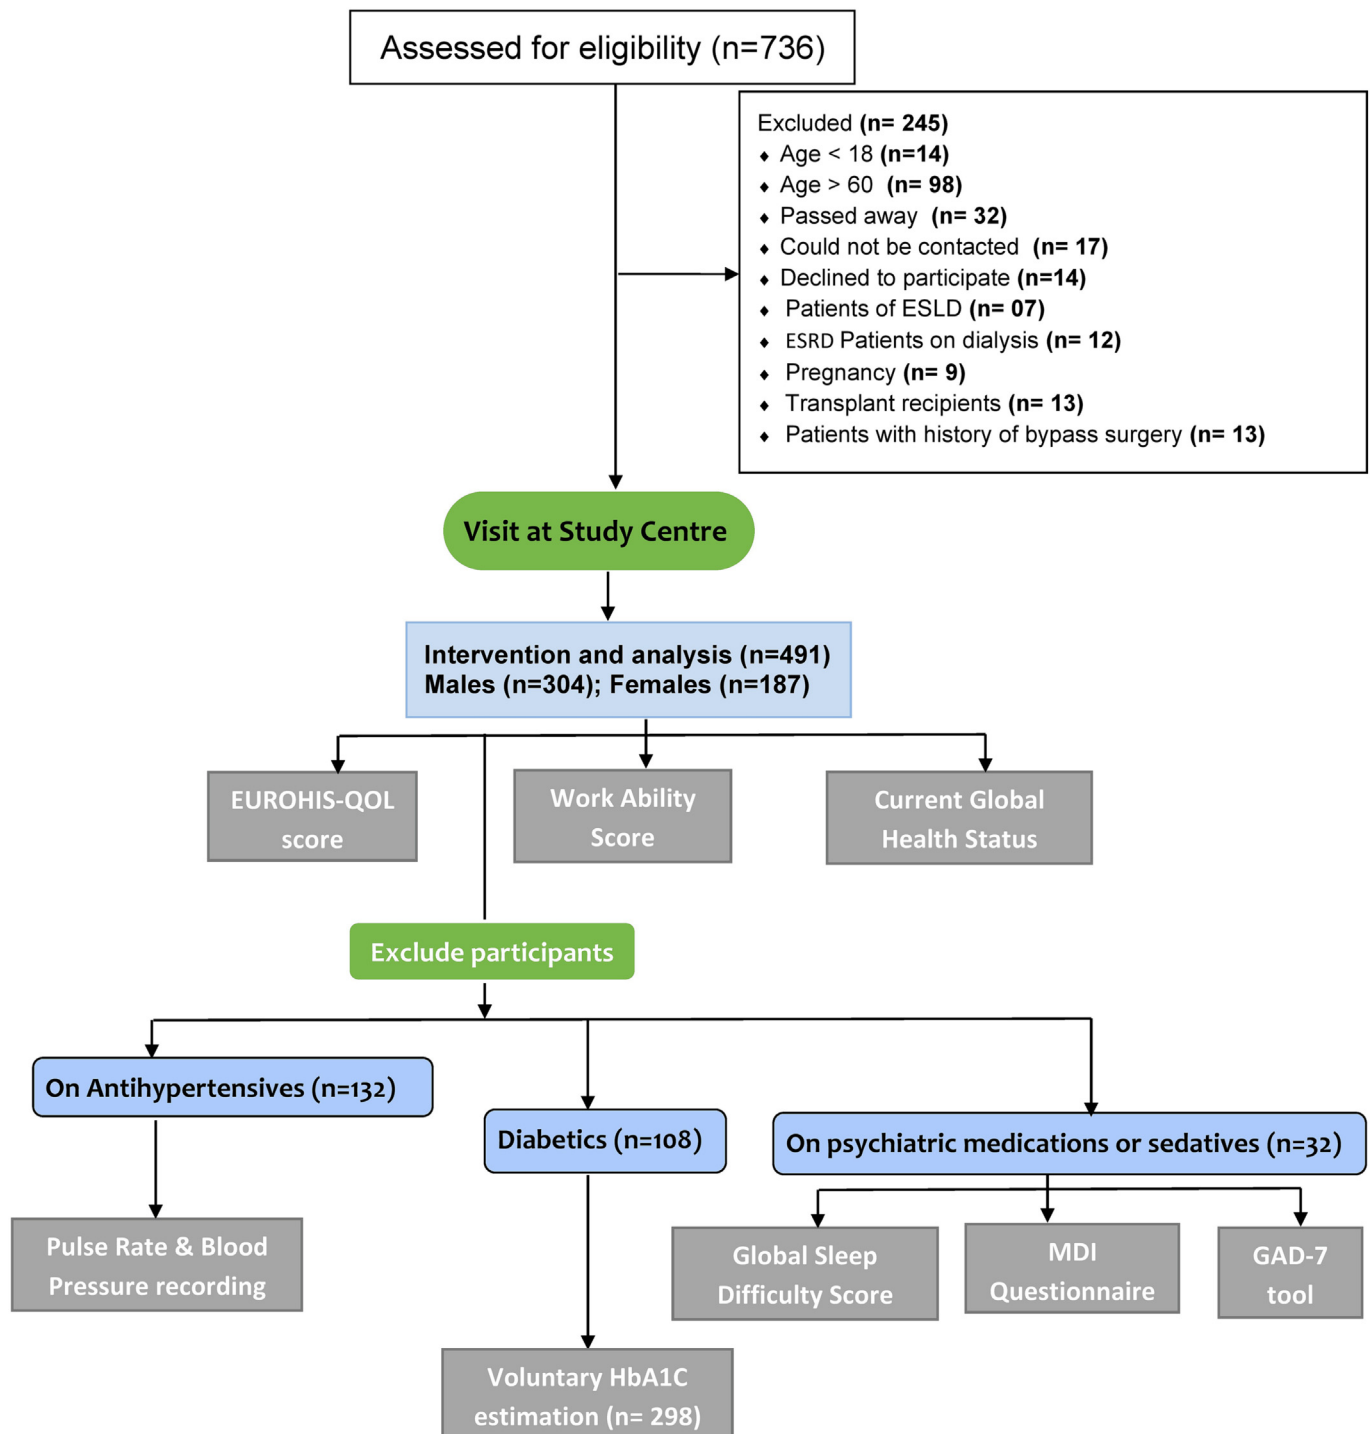 Assessed for eligibility (n=736)
Excluded (n= 245)
⬧ Age < 18 (n=14)
⬧ Age > 60 (n= 98)
⬧ Passed away (n= 32)
⬧ Could not be contacted (n= 17)
⬧ Declined to participate (n=14)
⬧ Patients of ESLD (n= 07)
⬧ ESRD Patients on dialysis (n= 12)
⬧ Pregnancy (n= 9)
⬧ Transplant recipients (n= 13)
⬧ Patients with history of bypass surgery (n= 13)
Visit at Study Centre
Intervention and analysis (n=491)
Males (n=304); Females (n=187)
EUROHIS-QOL
score
Work Ability
Score
Current Global
Health Status
Exclude participants
On Antihypertensives (n=132)
Diabetics (n=108)
On psychiatric medications or sedatives (n=32)
Pulse Rate & Blood
Pressure recording
Global Sleep
Difficulty Score
MDI
Questionnaire
GAD-7
tool
Voluntary HbA1C
estimation (n= 298)